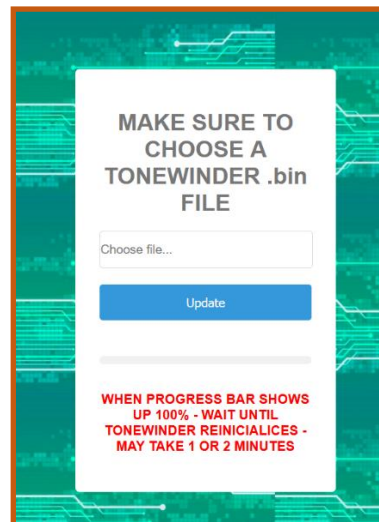 MAKE SURE TO
CHOOSE A
TONEWINDER .bin
FILE
Choose file...
Update
WHEN PROGRESS BAR SHOWS
UP 100% - WAIT UNTIL
TONEWINDER REINICIALICES -
MAY TAKE 1 OR 2 MINUTES